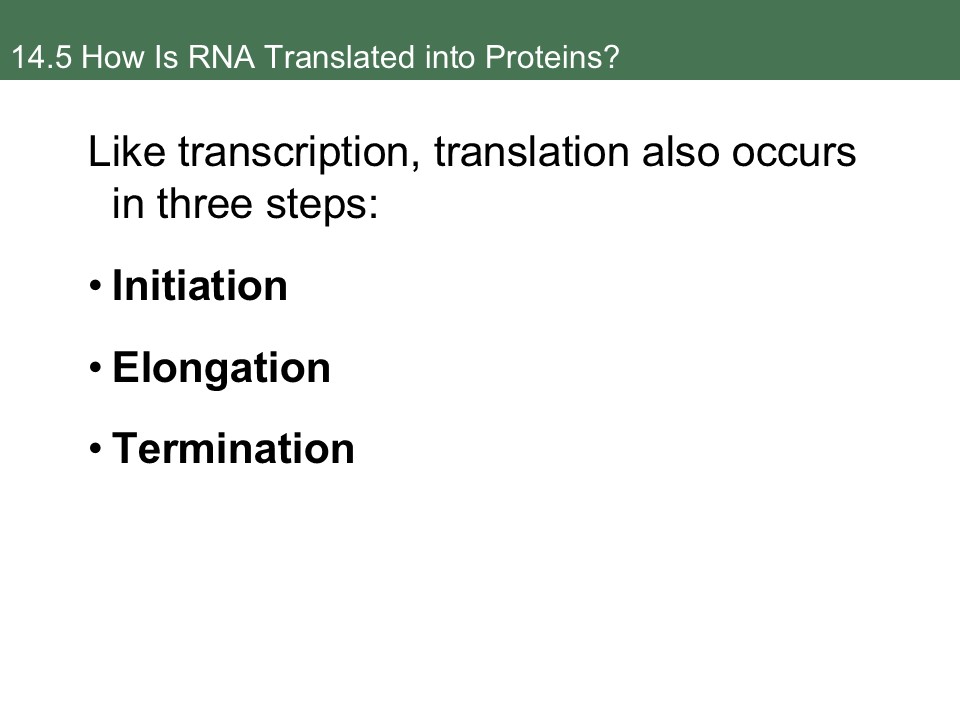 14.5 How Is RNA Translated into Proteins?
Like transcription, translation also occurs
in three steps:
• Initiation
• Elongation
• Termination